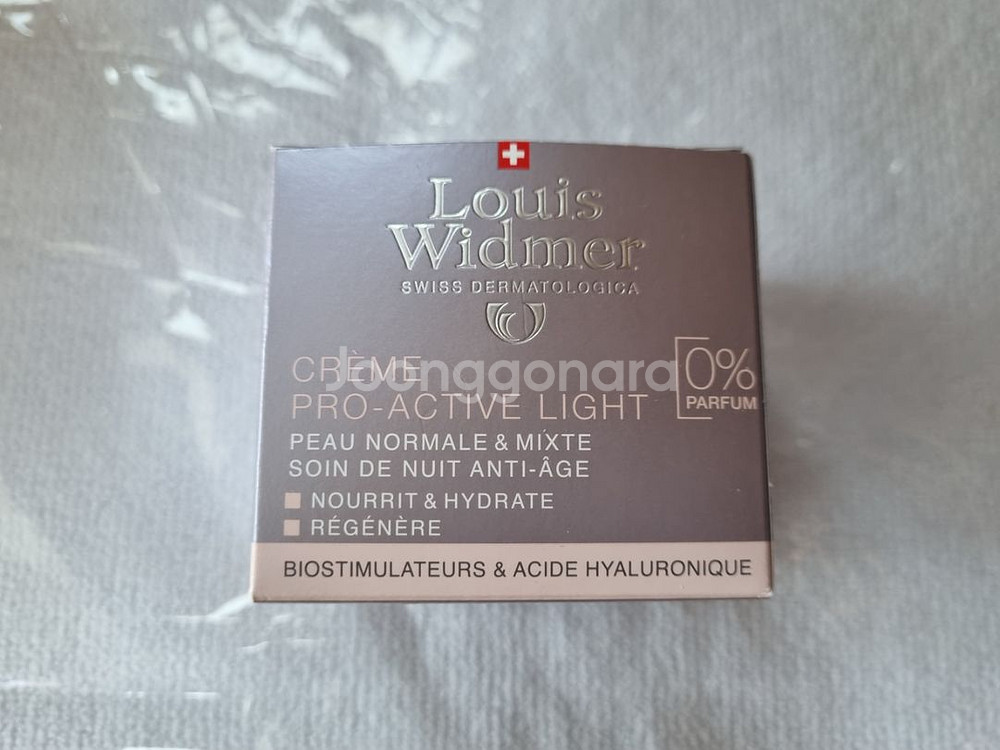 Louis
Widmer
SWISS DERMATOLOGICA
CRÈME
Joonggonara
PRO-ACTIVE LIGHT
0%
PARFUM
PEAU NORMALE & MIXTE
SOIN DE NUIT ANTI-ÂGE
NOURRIT & HYDRATE
RÉGÉNÈRE
BIOSTIMULATEURS & ACIDE HYALURONIQUE